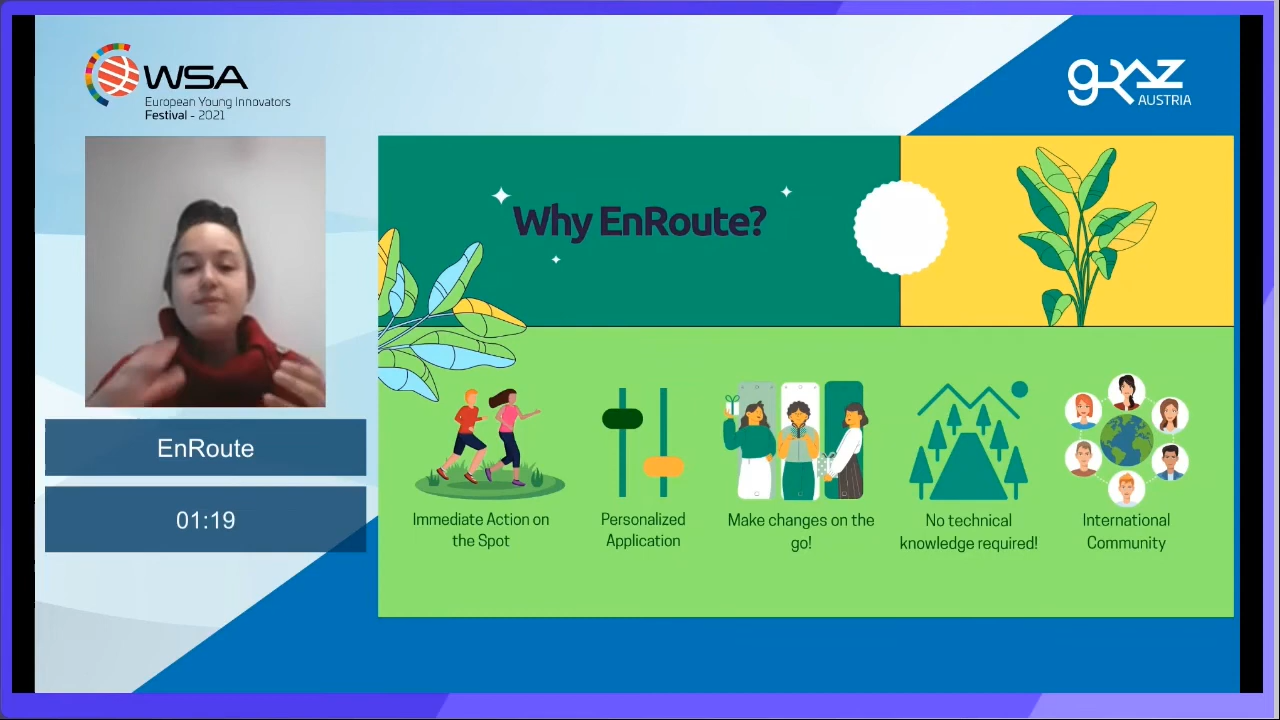 WSA
European Young Innovators
Festival - 2021
GRAZ
AUSTRIA
Why EnRoute?
EnRoute
01:19
Immediate Action on
the Spot
Personalized
Application
Make changes on the
go!
No technical
knowledge required!
International
Community